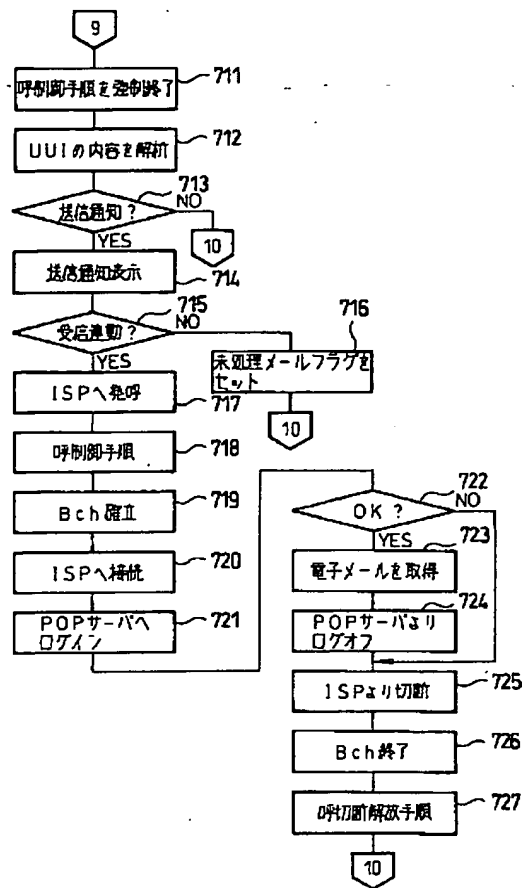 9
呼制御手順を強制終了
711
UUIの内容を解析
712
713
送信通知?
NO
10
YES
送信通知表示
714
715
受信連動?
NO
716
未処理メールフラグを
セット
10
YES
ISPへ発呼
717
呼制御手順
718
Bch確立
719
ISPへ接続
720
POPサーバへ
ログイン
721
722
OK?
NO
YES
723
電子メールを取得
724
POPサーバより
ログオフ
ISPより切断
725
Bch終了
726
呼切断解放手順
727
10